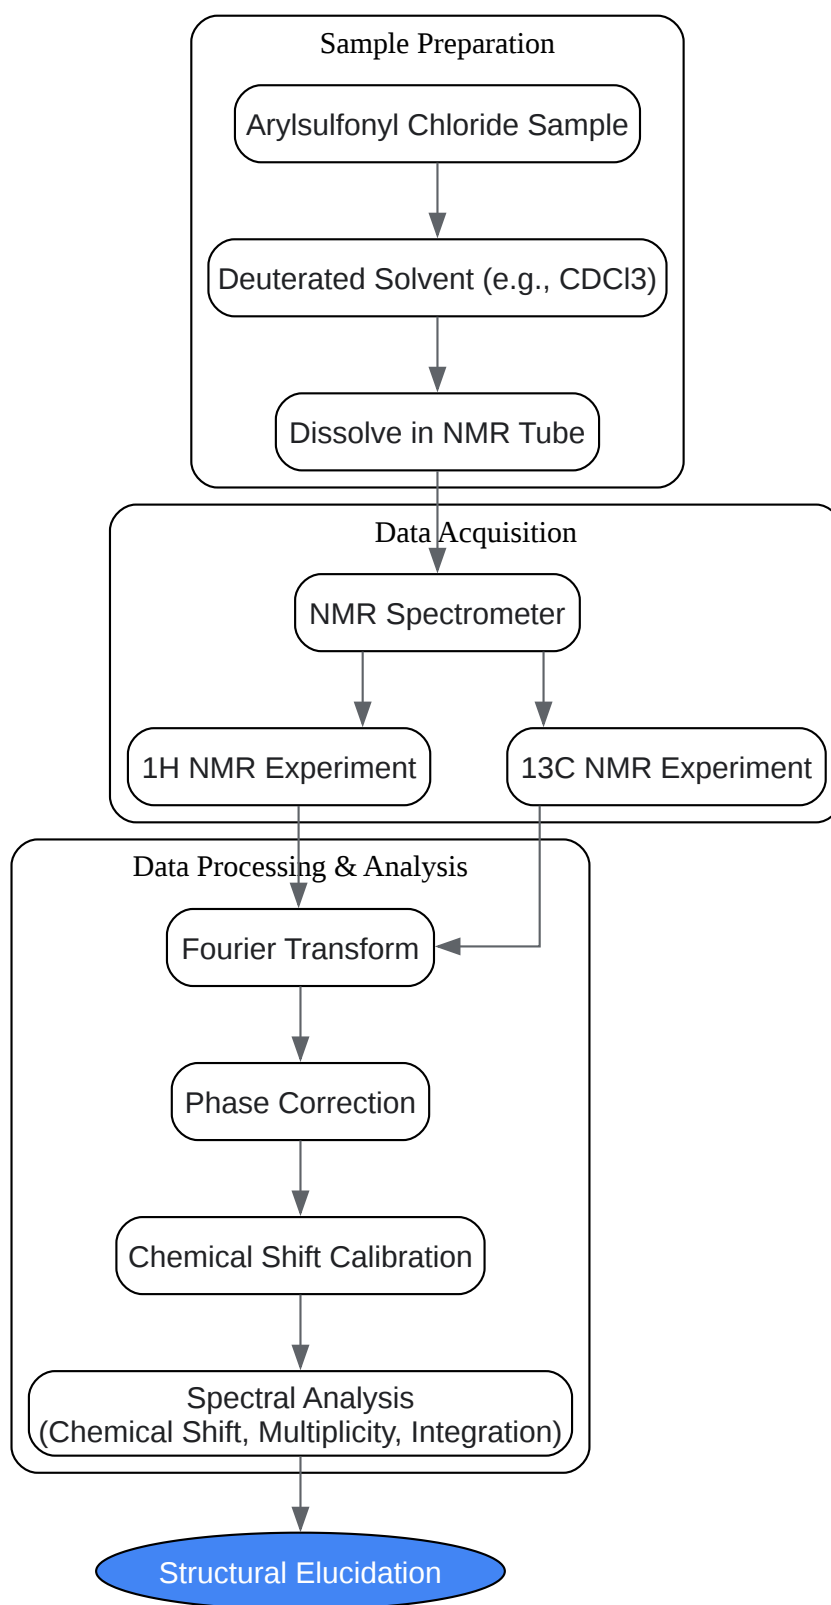 Sample Preparation
Arylsulfonyl Chloride Sample
Deuterated Solvent (e.g., CDCl3)
Dissolve in NMR Tube
Data Acquisition
NMR Spectrometer
1H NMR Experiment
13C NMR Experiment
Data Processing & Analysis
Fourier Transform
Phase Correction
Chemical Shift Calibration
Spectral Analysis
(Chemical Shift, Multiplicity, Integration)
Structural Elucidation